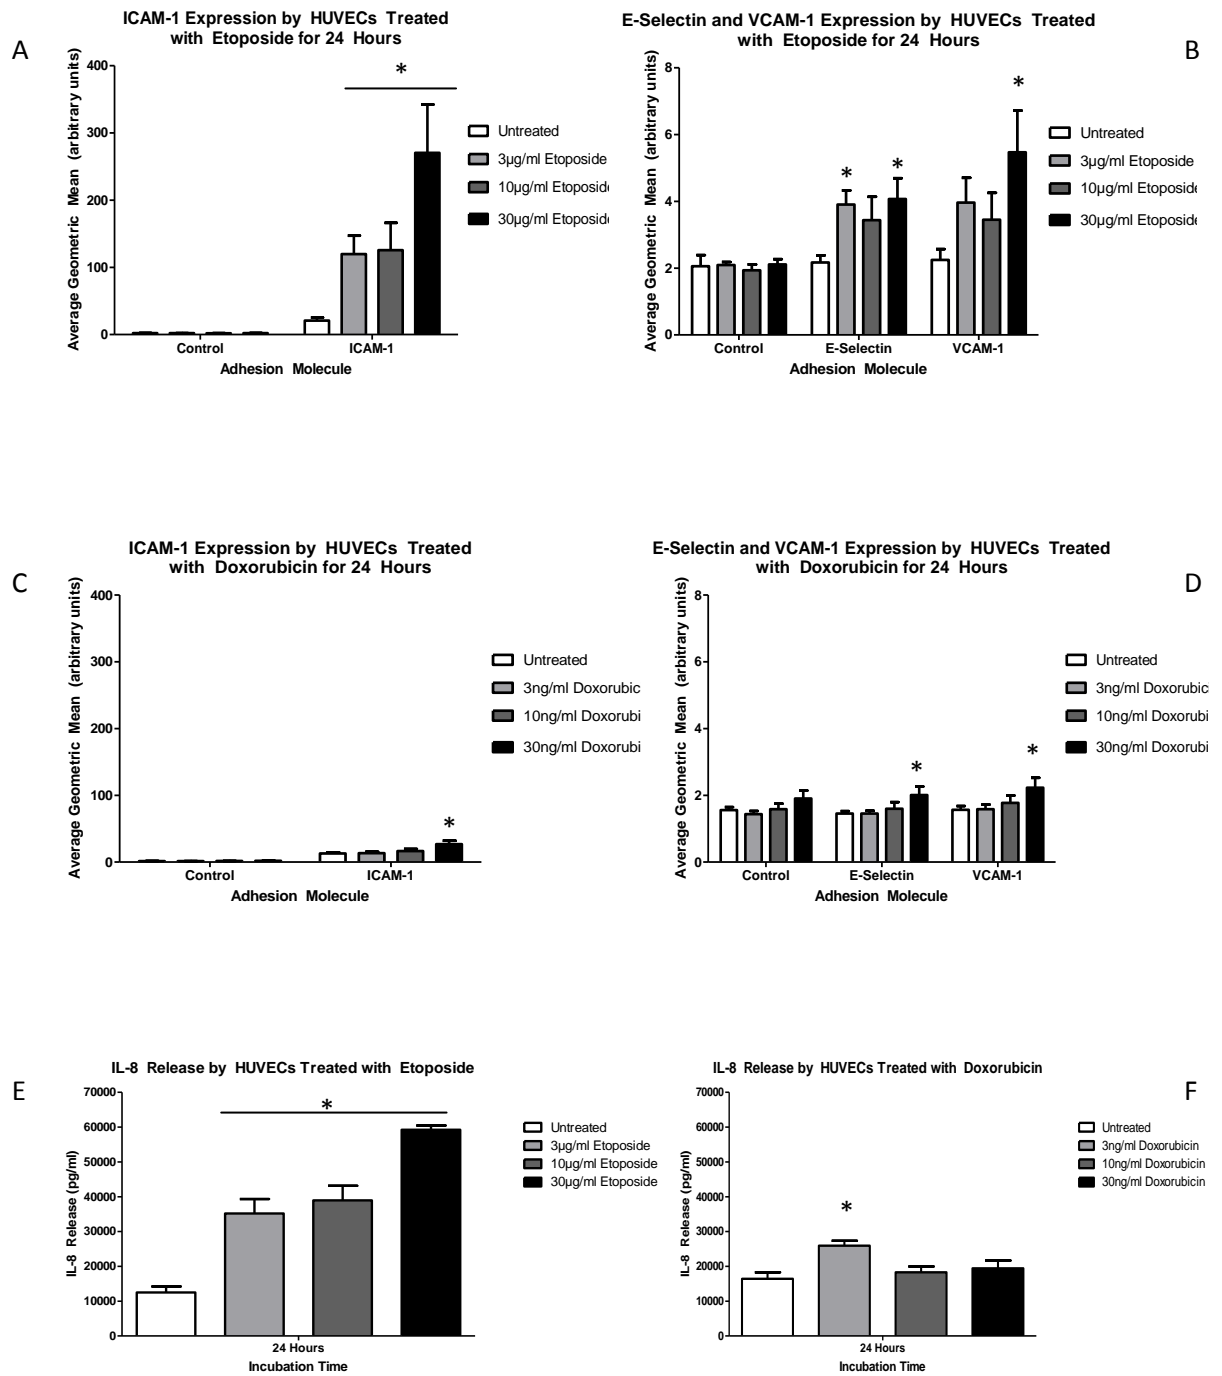 A
ICAM-1 Expression by HUVECs Treated
with Etoposide for 24 Hours
Average Geometric Mean (arbitrary units)
400
300
200
100
0
*
Control
ICAM-1
Adhesion Molecule
Untreated
3µg/ml Etoposide
10µg/ml Etoposide
30µg/ml Etoposide
B
E-Selectin and VCAM-1 Expression by HUVECs Treated
with Etoposide for 24 Hours
Average Geometric Mean (arbitrary units)
8
6
4
2
0
*
*
*
Control
E-Selectin
VCAM-1
Adhesion Molecule
Untreated
3µg/ml Etoposide
10µg/ml Etoposide
30µg/ml Etoposide
C
ICAM-1 Expression by HUVECs Treated
with Doxorubicin for 24 Hours
Average Geometric Mean (arbitrary units)
400
300
200
100
0
*
Control
ICAM-1
Adhesion Molecule
Untreated
3ng/ml Doxorubic
10ng/ml Doxorubi
30ng/ml Doxorubi
D
E-Selectin and VCAM-1 Expression by HUVECs Treated
with Doxorubicin for 24 Hours
Average Geometric Mean (arbitrary units)
8
6
4
2
0
*
*
Control
E-Selectin
VCAM-1
Adhesion Molecule
Untreated
3ng/ml Doxorubici
10ng/ml Doxorubi
30ng/ml Doxorubi
E
IL-8 Release by HUVECs Treated with Etoposide
IL-8 Release (pg/ml)
70000
60000
50000
40000
30000
20000
10000
0
*
24 Hours
Incubation Time
Untreated
3µg/ml Etoposide
10µg/ml Etoposide
30µg/ml Etoposide
F
IL-8 Release by HUVECs Treated with Doxorubicin
IL-8 Release (pg/ml)
70000
60000
50000
40000
30000
20000
10000
0
*
24 Hours
Incubation Time
Untreated
3ng/ml Doxorubicin
10ng/ml Doxorubicin
30ng/ml Doxorubicin